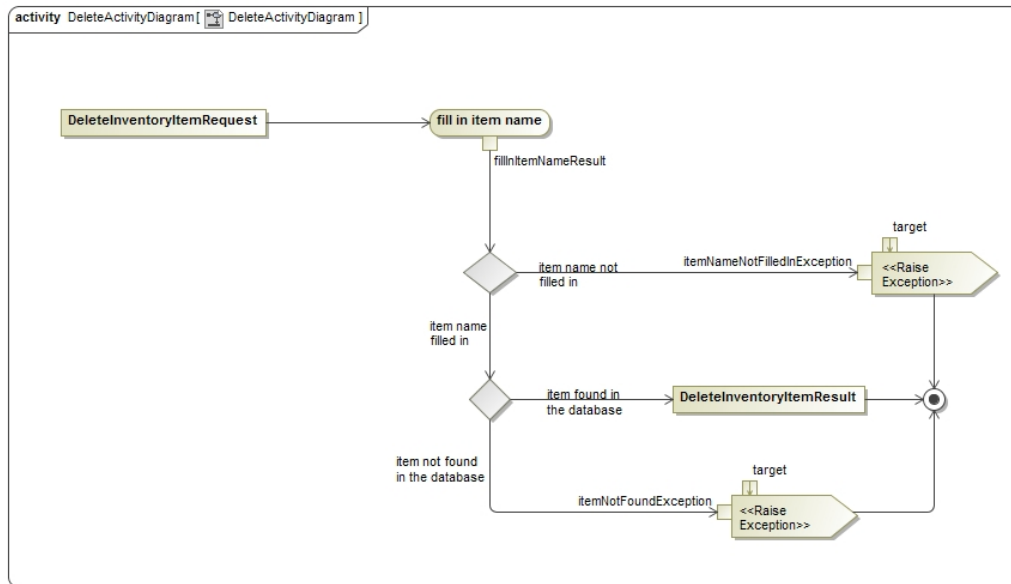 activity DeleteActivityDiagram[ DeleteActivityDiagram ]
DeleteInventoryItemRequest
fill in item name
fillInItemNameResult
target
item name not
filled in
itemNameNotFilledInException
<<Raise
Exception>>
item name
filled in
item found in
the database
DeleteInventoryItemResult
item not found
in the database
target
itemNotFoundException
<<Raise
Exception>>